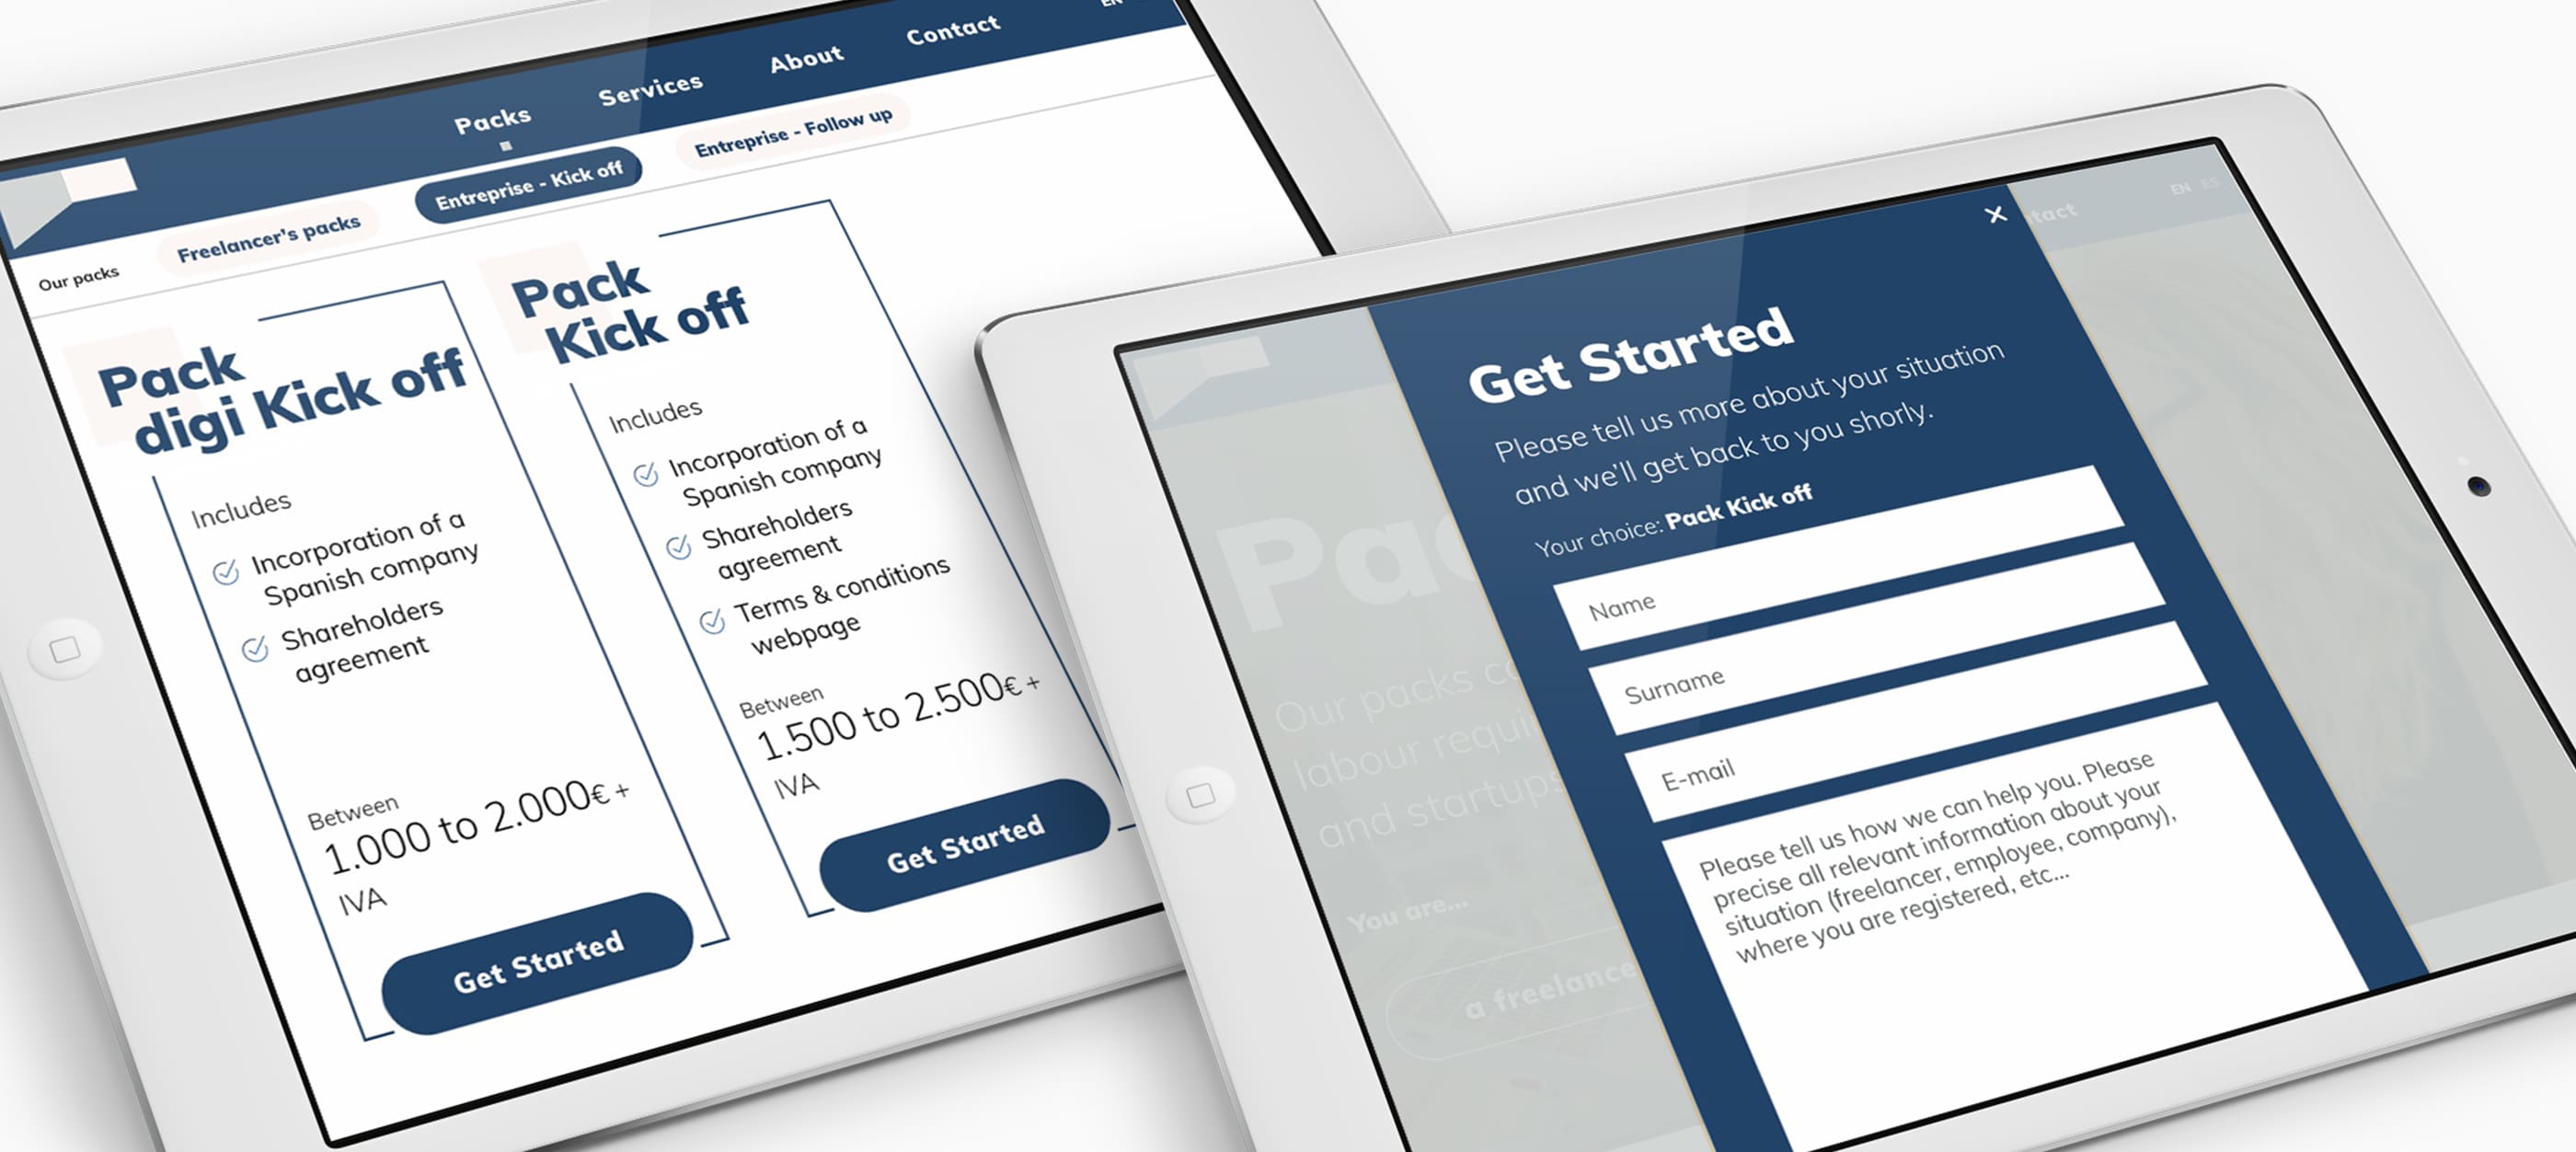 Packs
Services
About
Contact
EN
Our packs
Freelancer's packs
Entreprise - Kick off
Entreprise - Follow up
Pack
digi Kick off
Includes
Incorporation of a
Spanish company
Shareholders
agreement
Between
1.000 to 2.000€ +
IVA
Get Started
Pack
Kick off
Includes
Incorporation of a
Spanish company
Shareholders
agreement
Terms & conditions
webpage
Between
1.500 to 2.500€ +
IVA
Get Started
EN ES
Get Started
Please tell us more about your situation
and we'll get back to you shorly.
Your choice: Pack Kick off
Name
Surname
E-mail
Please tell us how we can help you. Please
precise all relevant information about your
situation (freelancer, employee, company),
where you are registered, etc...
Our packs
labour
and startups
You are...
a